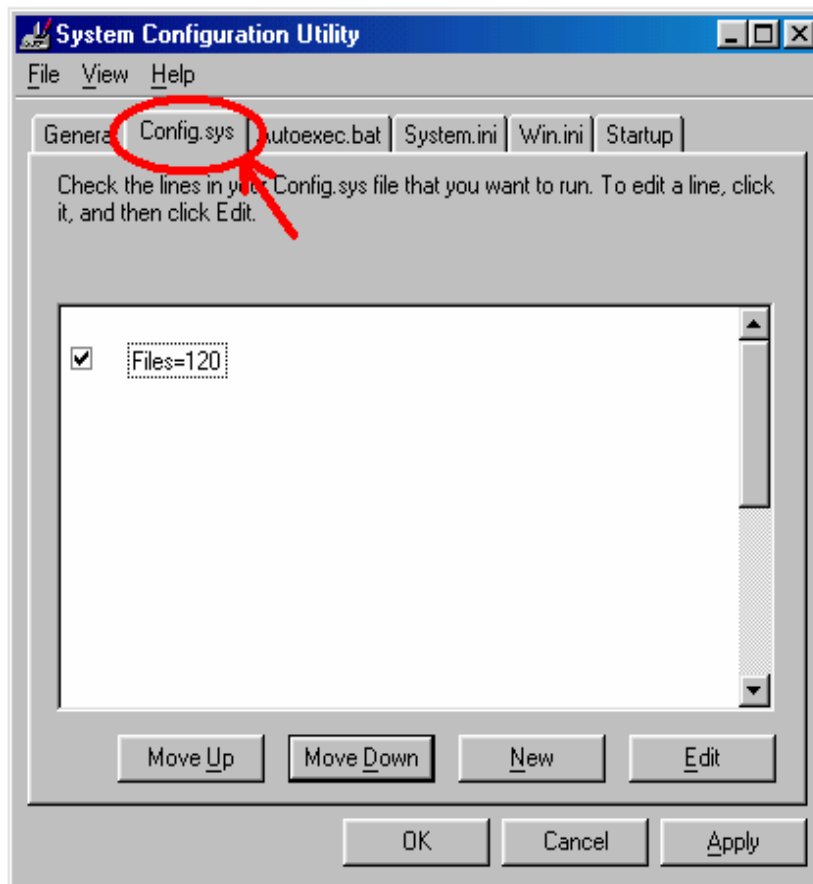 System Configuration Utility
File View Help
General Config.sys Autoexec.bat System.ini Win.ini Startup
Check the lines in your Config.sys file that you want to run. To edit a line, click
it, and then click Edit.
Files=120
Move Up Move Down New Edit
OK Cancel Apply